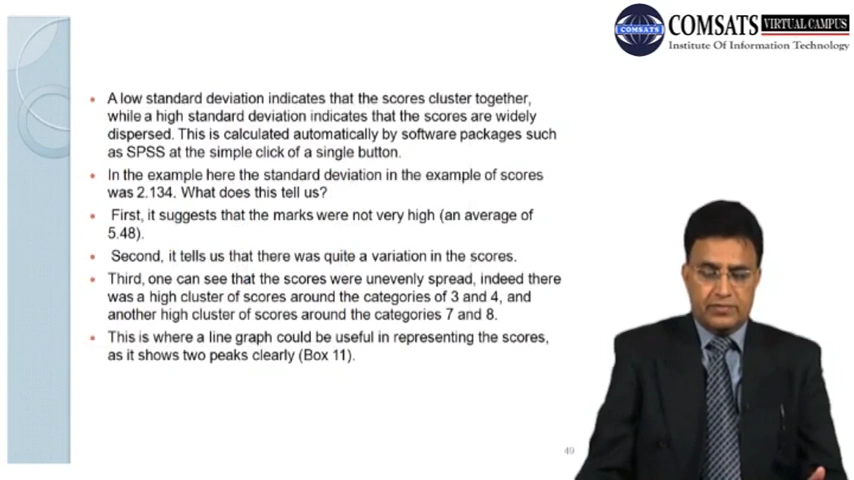 COMSATS
COMSATS VIRTUAL CAMPUS
Institute Of Information Technology
A low standard deviation indicates that the scores cluster together,
while a high standard deviation indicates that the scores are widely
dispersed. This is calculated automatically by software packages such
as SPSS at the simple click of a single button.
In the example here the standard deviation in the example of scores
was 2.134. What does this tell us?
First, it suggests that the marks were not very high (an average of
5.48).
Second, it tells us that there was quite a variation in the scores.
Third, one can see that the scores were unevenly spread, indeed there
was a high cluster of scores around the categories of 3 and 4, and
another high cluster of scores around the categories 7 and 8.
This is where a line graph could be useful in representing the scores,
as it shows two peaks clearly (Box 11).
49